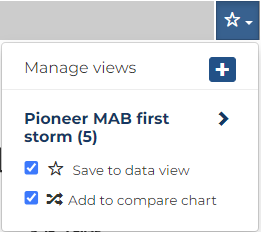 Manage views
Pioneer MAB first
storm (5)
Save to data view
Add to compare chart